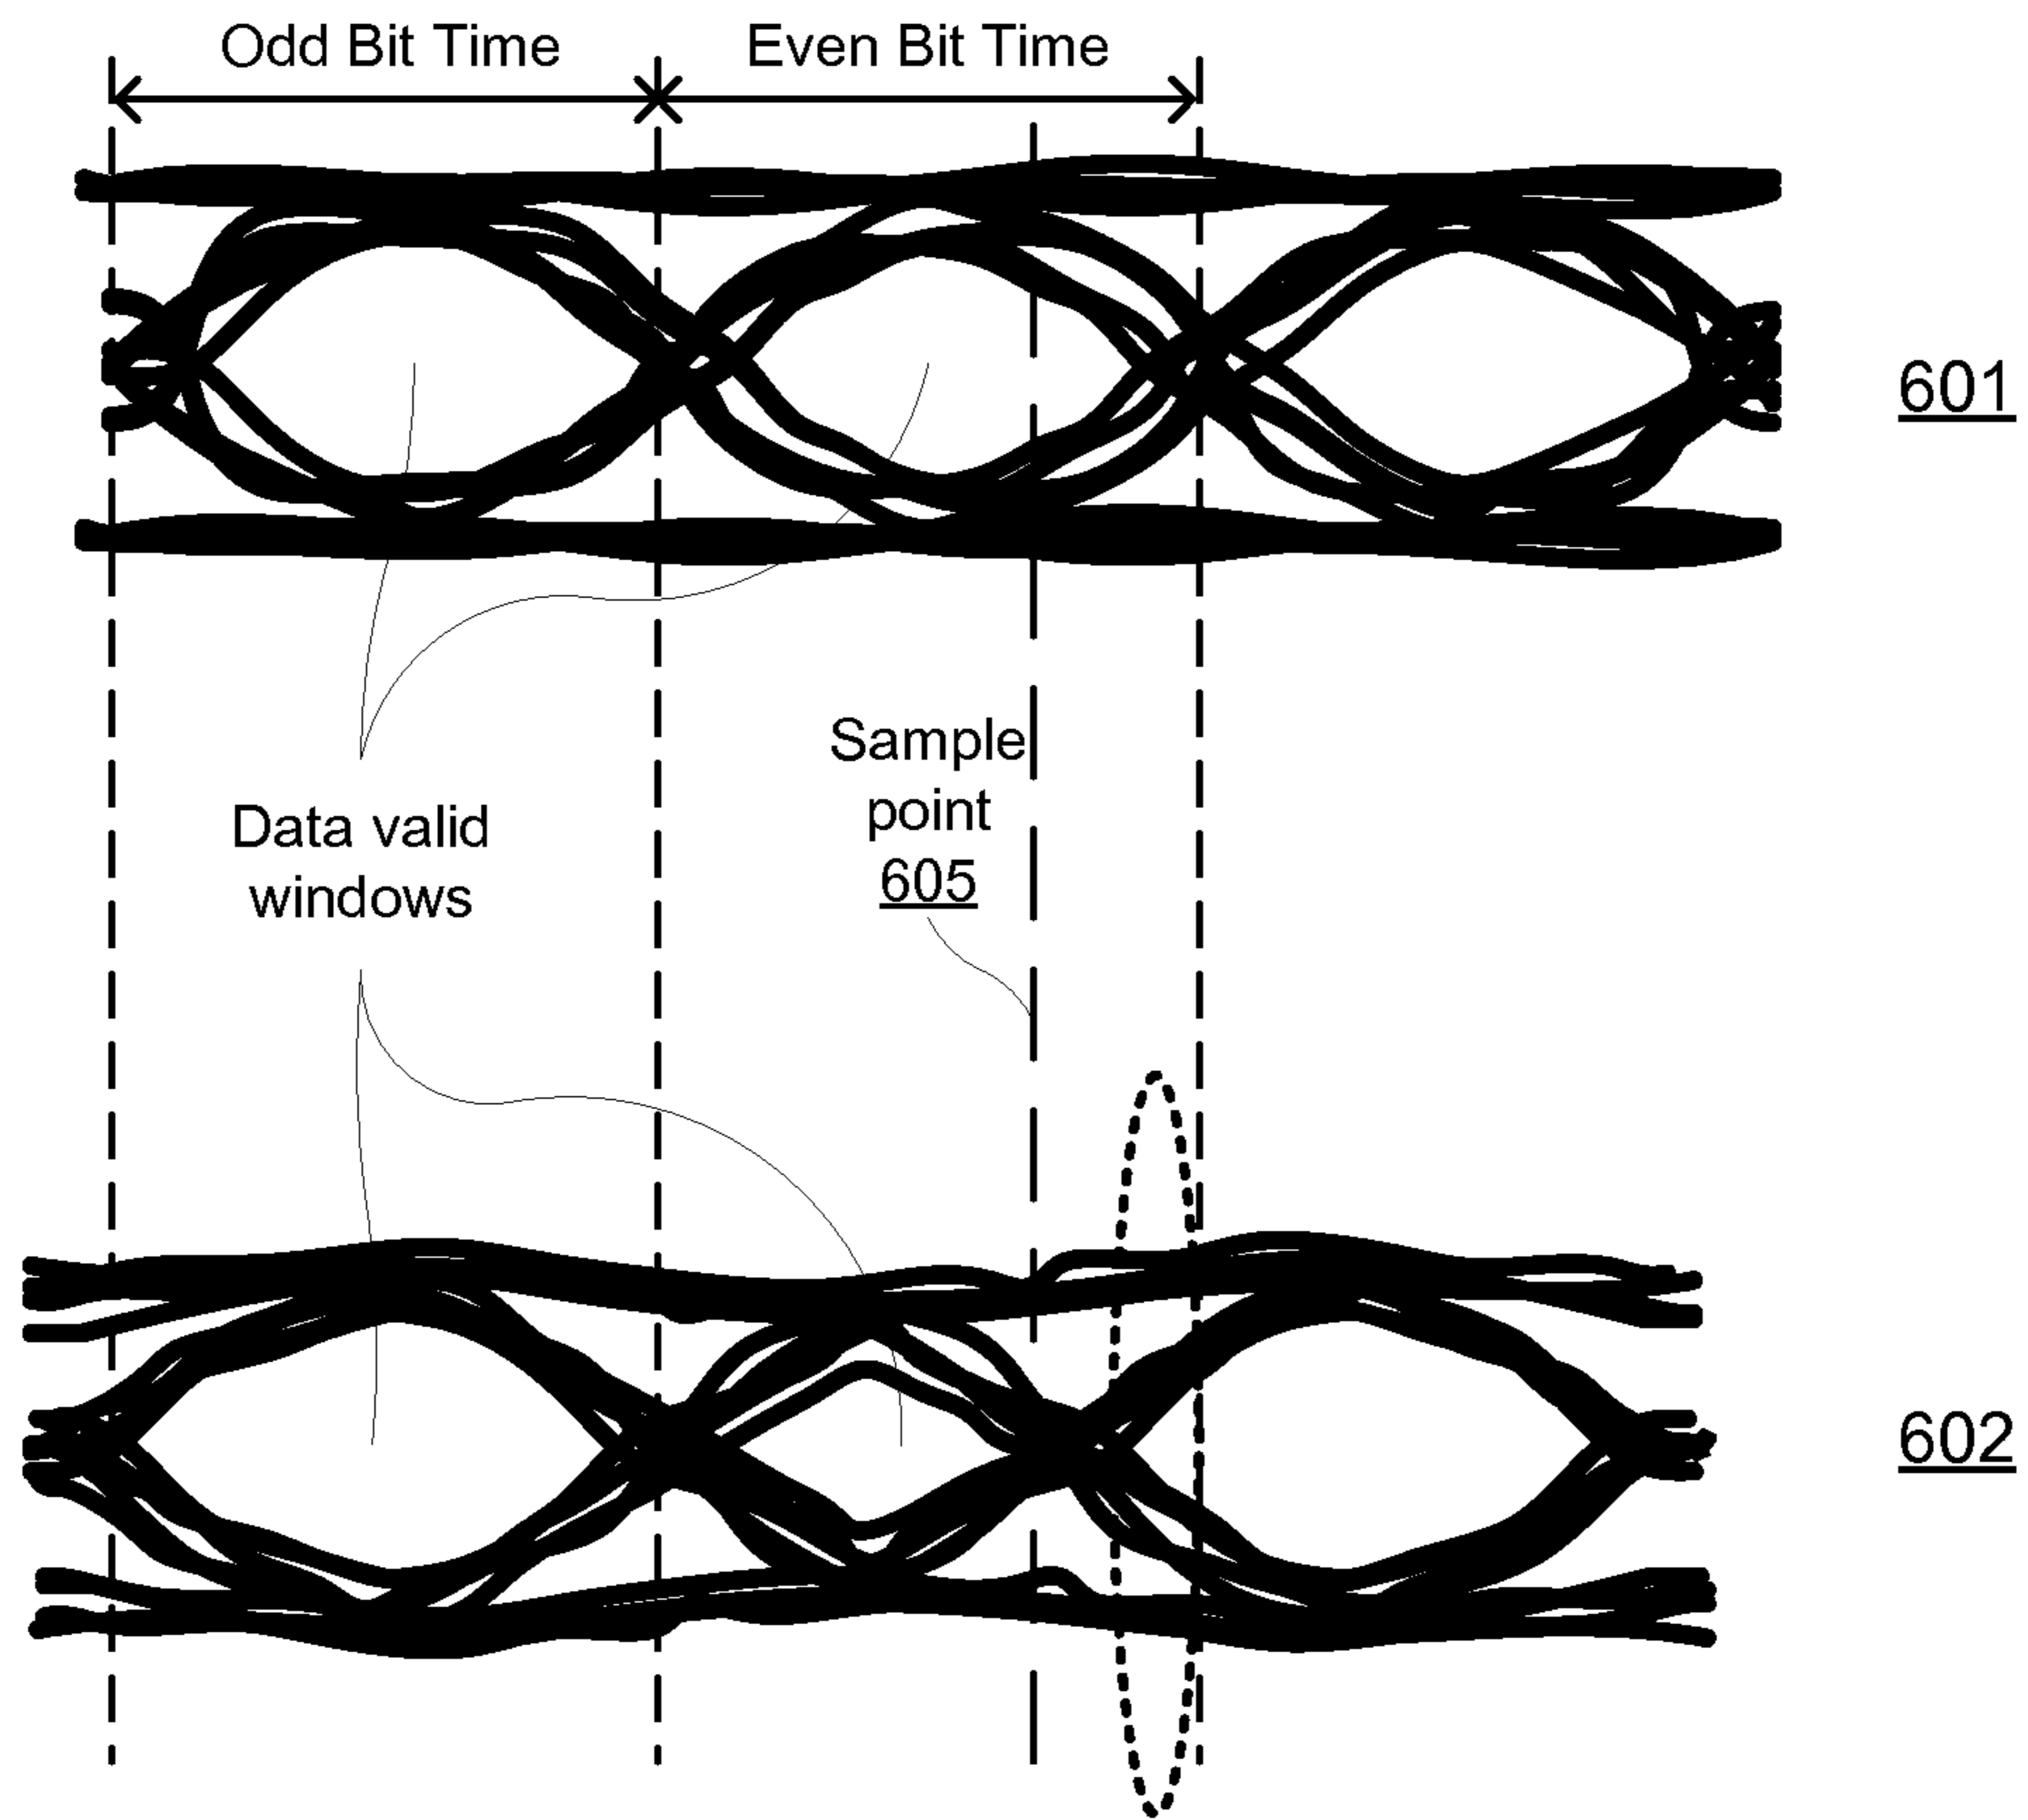 Odd Bit Time
Even Bit Time
601
Sample
point
605
Data valid
windows
602